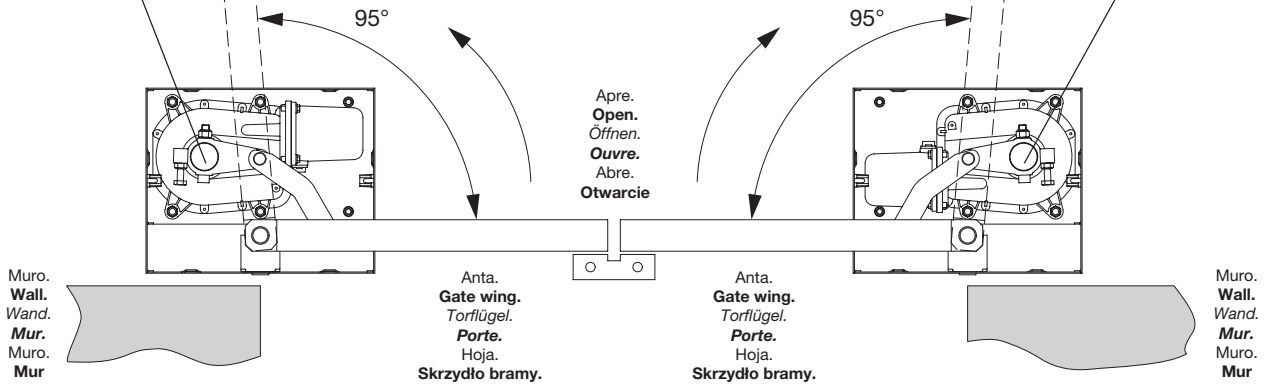 95°
95°
Apre.
Open.
Öffnen.
Ouvre.
Abre.
Otwarcie
Muro.
Wall.
Wand.
Mur.
Muro.
Mur
Anta.
Gate wing.
Torflügel.
Porte.
Hoja.
Skrzydło bramy.
Anta.
Gate wing.
Torflügel.
Porte.
Hoja.
Skrzydło bramy.
Muro.
Wall.
Wand.
Mur.
Muro.
Mur